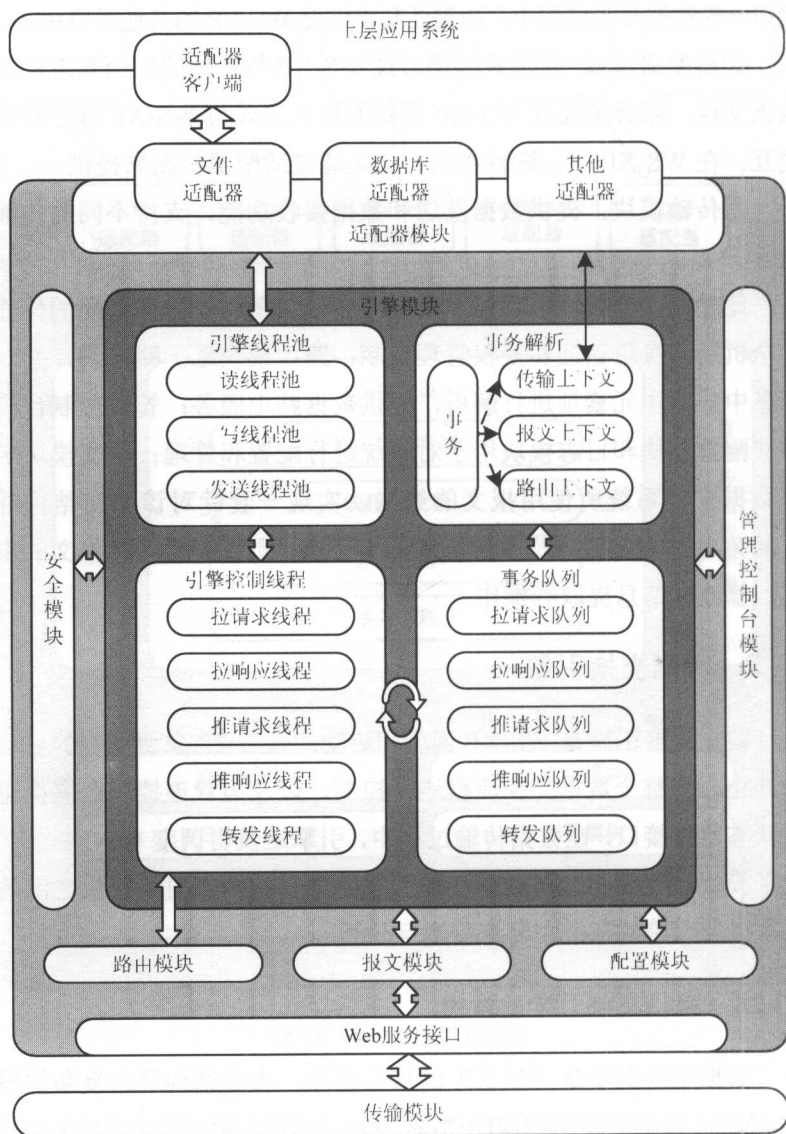 上层应用系统
适配器
客户端
文件
适配器
数据库
适配器
其他
适配器
适配器模块
引擎模块
引擎线程池
读线程池
写线程池
发送线程池
事务解析
事务
传输上下文
报文上下文
路由上下文
安全模块
管理控制台模块
引擎控制线程
拉请求线程
拉响应线程
推请求线程
推响应线程
转发线程
事务队列
拉请求队列
拉响应队列
推请求队列
推响应队列
转发队列
路由模块
报文模块
配置模块
Web服务接口
传输模块